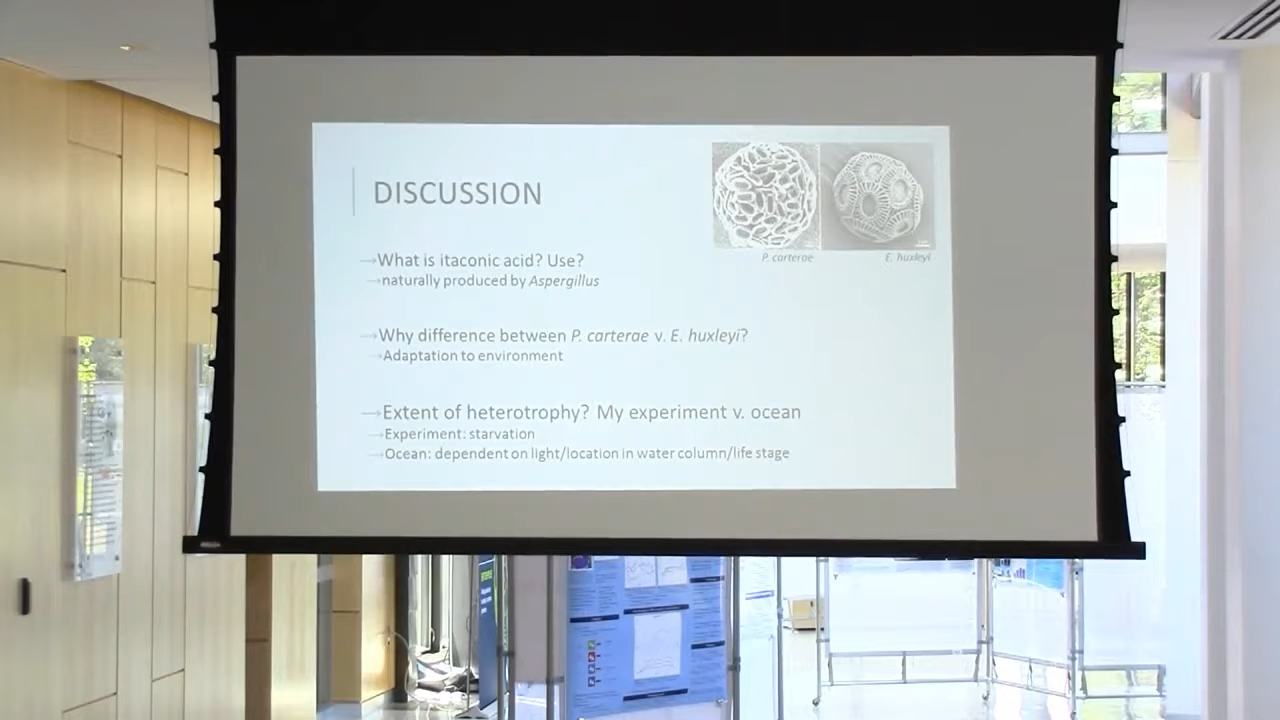 DISCUSSION
P. carterae
E. huxleyi
→What is itaconic acid? Use?
→naturally produced by Aspergillus
→Why difference between P. carterae v. E. huxleyi?
→Adaptation to environment
→Extent of heterotrophy? My experiment v. ocean
→Experiment: starvation
→Ocean: dependent on light/location in water column/life stage